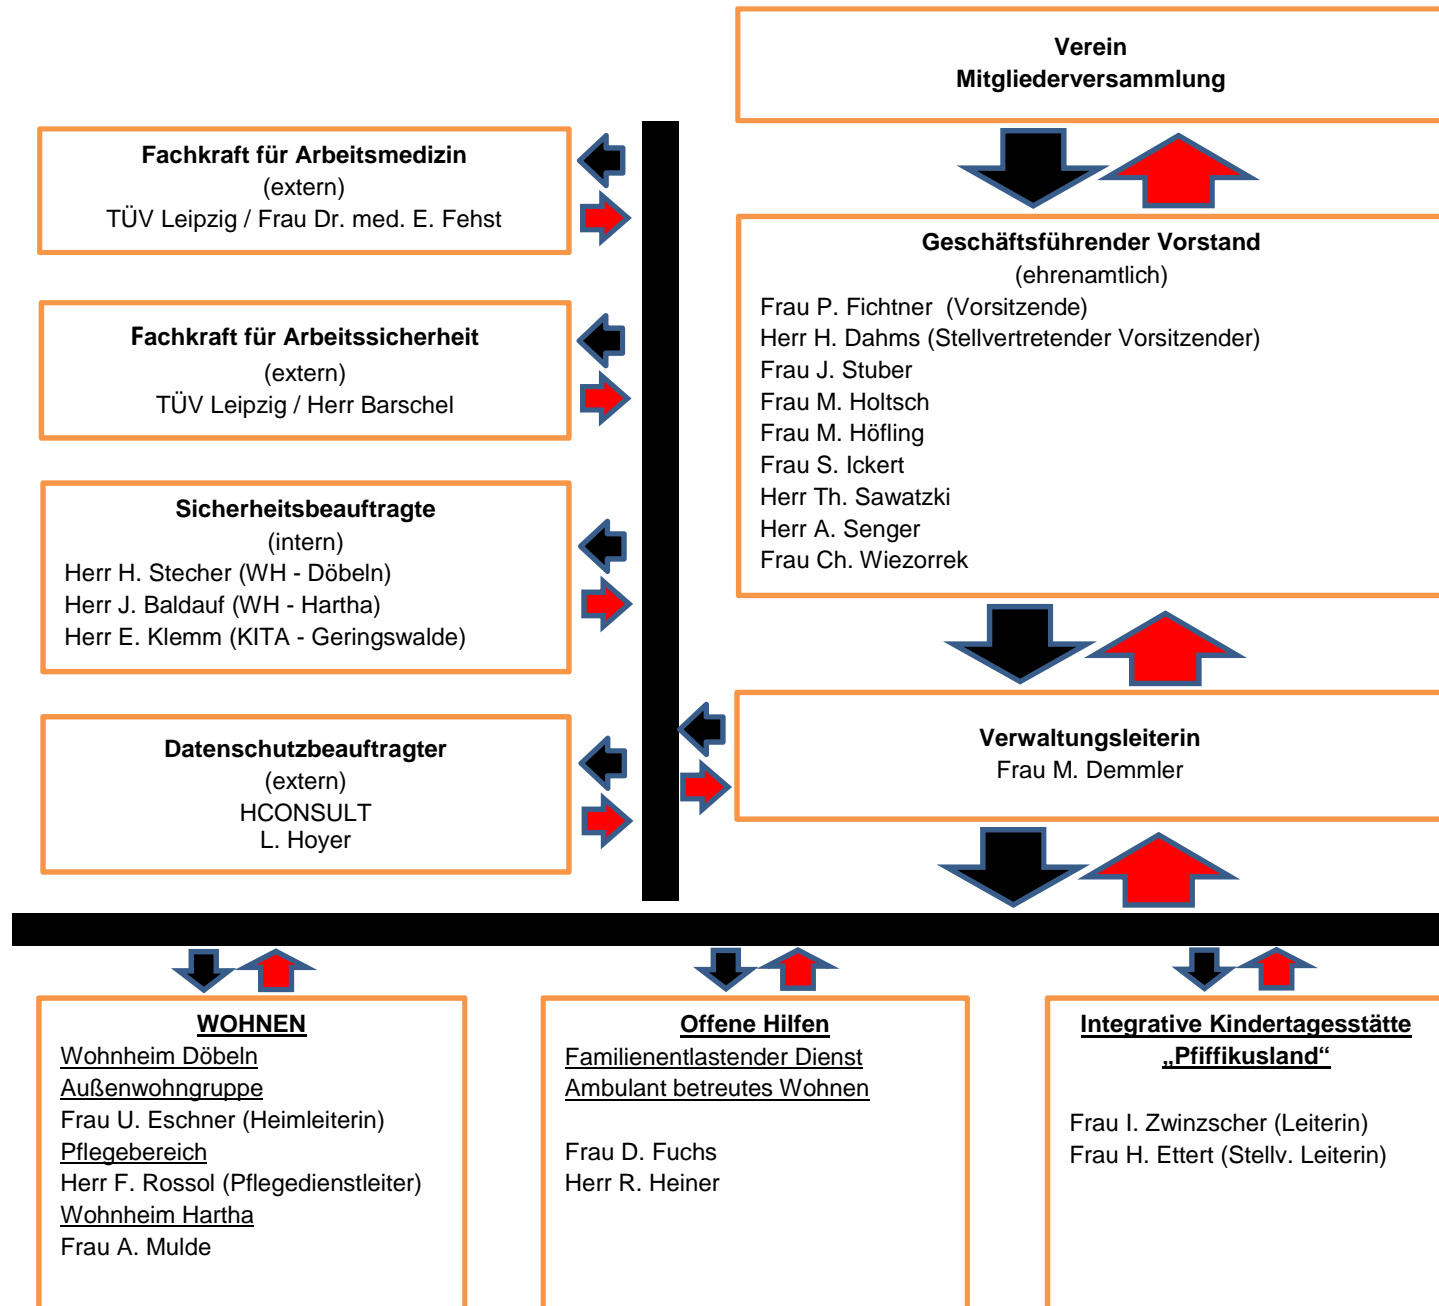 Verein
Mitgliederversammlung
Fachkraft für Arbeitsmedizin
(extern)
TÜV Leipzig / Frau Dr. med. E. Fehst
Geschäftsführender Vorstand
(ehrenamtlich)
Frau P. Fichtner (Vorsitzende)
Herr H. Dahms (Stellvertretender Vorsitzender)
Frau J. Stuber
Frau M. Holtsch
Frau M. Höfling
Frau S. Ickert
Herr Th. Sawatzki
Herr A. Senger
Frau Ch. Wiezorrek
Fachkraft für Arbeitssicherheit
(extern)
TÜV Leipzig / Herr Barschel
Sicherheitsbeauftragte
(intern)
Herr H. Stecher (WH - Döbeln)
Herr J. Baldauf (WH - Hartha)
Herr E. Klemm (KITA - Geringswalde)
Datenschutzbeauftragter
(extern)
HCONSULT
L. Hoyer
Verwaltungsleiterin
Frau M. Demmler
WOHNEN
Wohnheim Döbeln
Außenwohngruppe
Frau U. Eschner (Heimleiterin)
Pflegebereich
Herr F. Rossol (Pflegedienstleiter)
Wohnheim Hartha
Frau A. Mulde
Offene Hilfen
Familienentlastender Dienst
Ambulant betreutes Wohnen
Frau D. Fuchs
Herr R. Heiner
Integrative Kindertagesstätte
„Pfiffikusland“
Frau I. Zwinzscher (Leiterin)
Frau H. Ettert (Stellv. Leiterin)